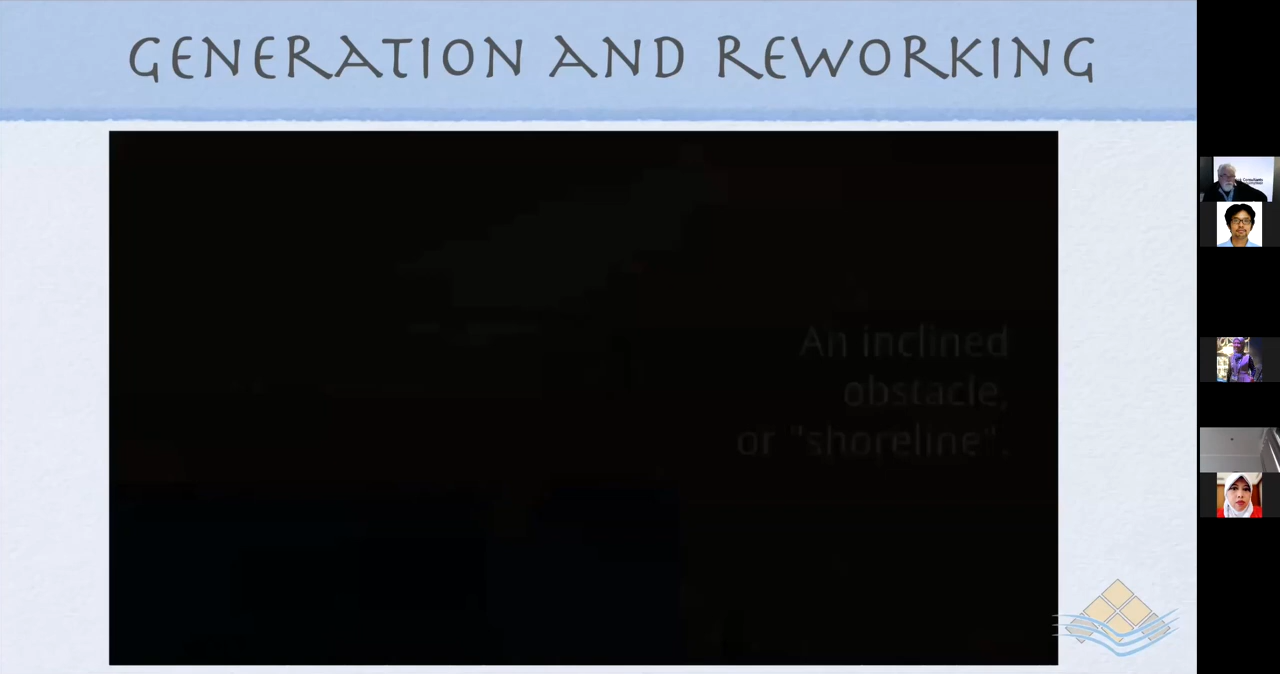 GENERATION AND REWORKING
An inclined
obstacle,
or "shoreline".